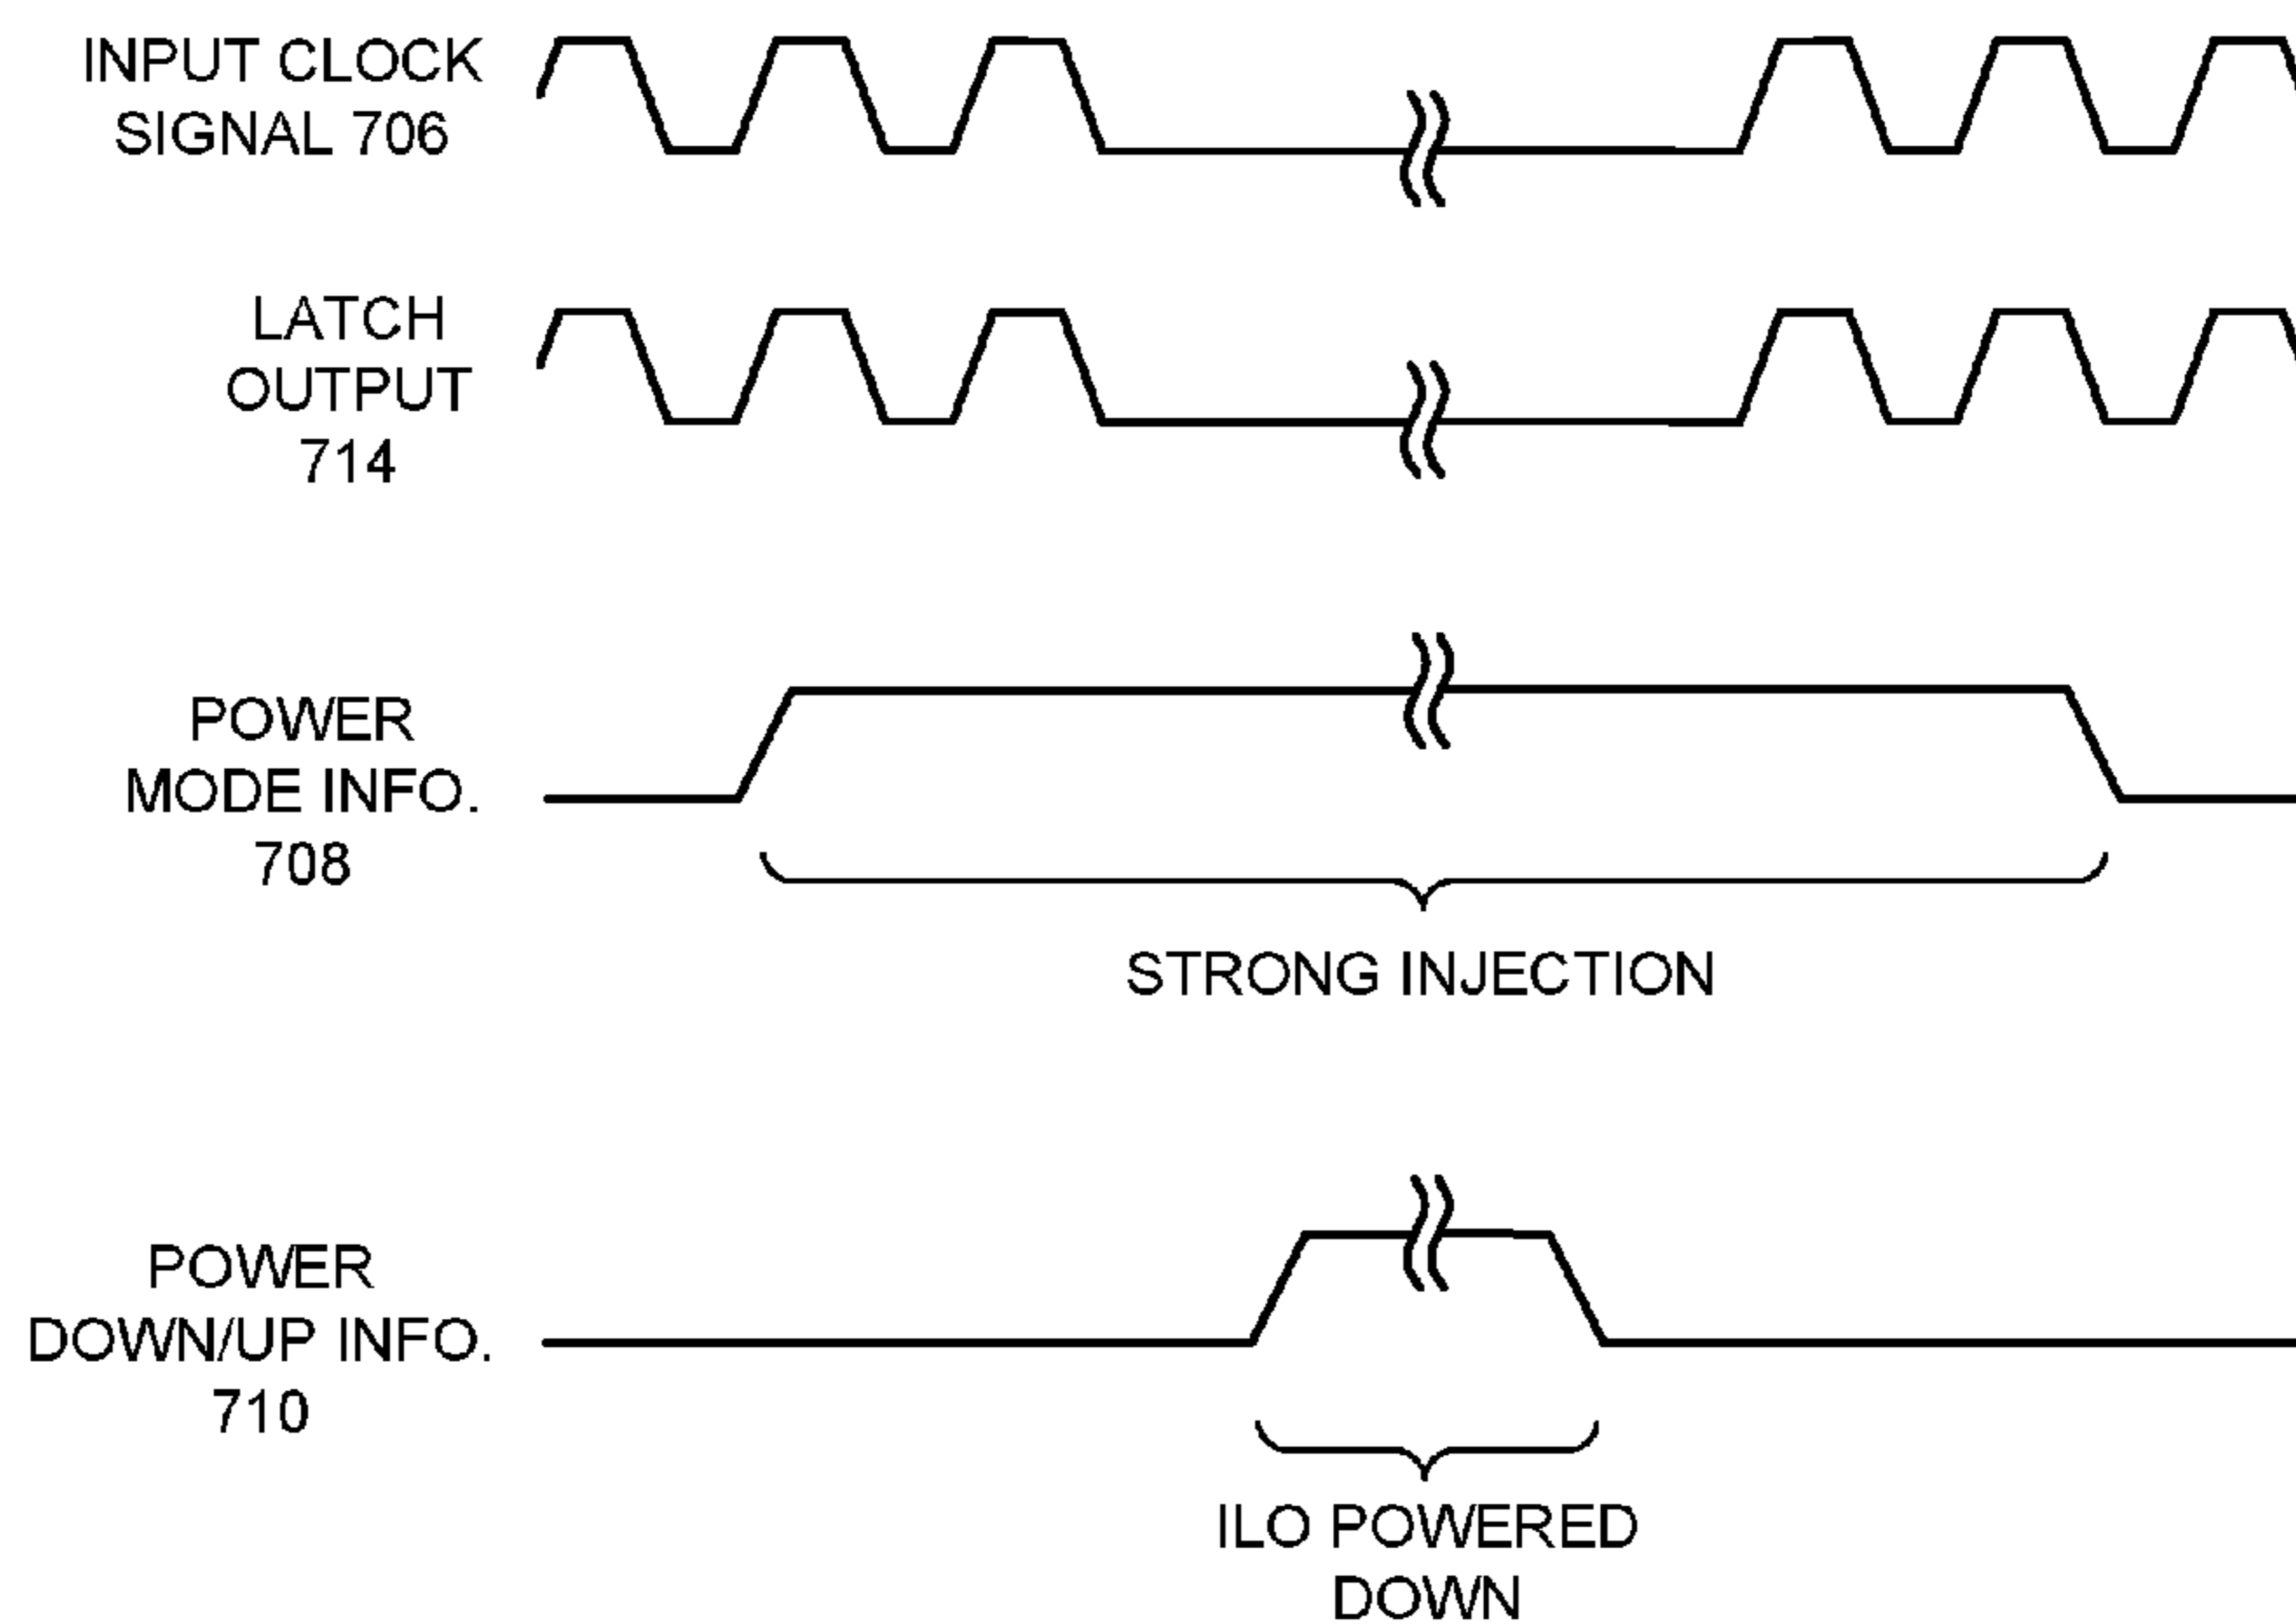 INPUT CLOCK
SIGNAL 706
LATCH
OUTPUT
714
POWER
MODE INFO.
708
STRONG INJECTION
POWER
DOWN/UP INFO.
710
ILO POWERED
DOWN